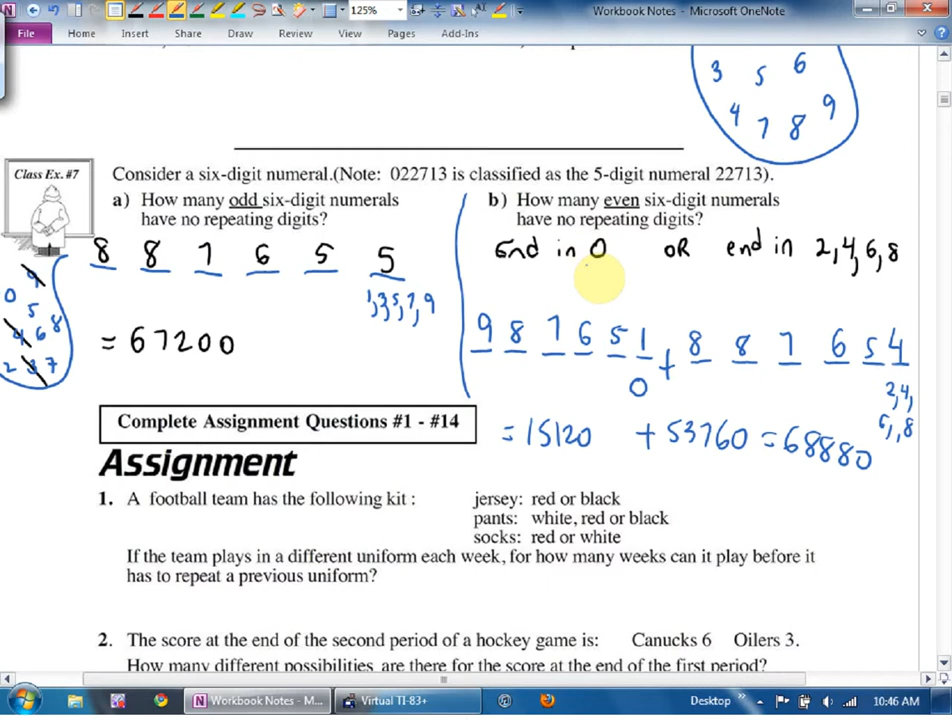 125%
Workbook Notes - Microsoft OneNote
File Home Insert Share Draw Review View Pages Add-Ins
3 5 6
4 7 8 9
Class Ex. #7
Consider a six-digit numeral.(Note: 022713 is classified as the 5-digit numeral 22713).
a) How many odd six-digit numerals
have no repeating digits?
8 8 7 6 5 5
1,3,5,7,9
9
0 5
4 6 8
2 3 7
= 67200
b) How many even six-digit numerals
have no repeating digits?
End in 0 OR end in 2,4,6,8
9 8 7 6 5 1 + 8 8 7 6 5 4
0
2,4,
6,8
= 15120 + 53760 = 68880
Complete Assignment Questions #1 - #14
Assignment
1. A football team has the following kit : jersey: red or black
pants: white, red or black
socks: red or white
If the team plays in a different uniform each week, for how many weeks can it play before it
has to repeat a previous uniform?
2. The score at the end of the second period of a hockey game is: Canucks 6 Oilers 3.
How many different possibilities are there for the score at the end of the first period?
Workbook Notes - M...
Virtual TI-83+
Desktop
10:46 AM